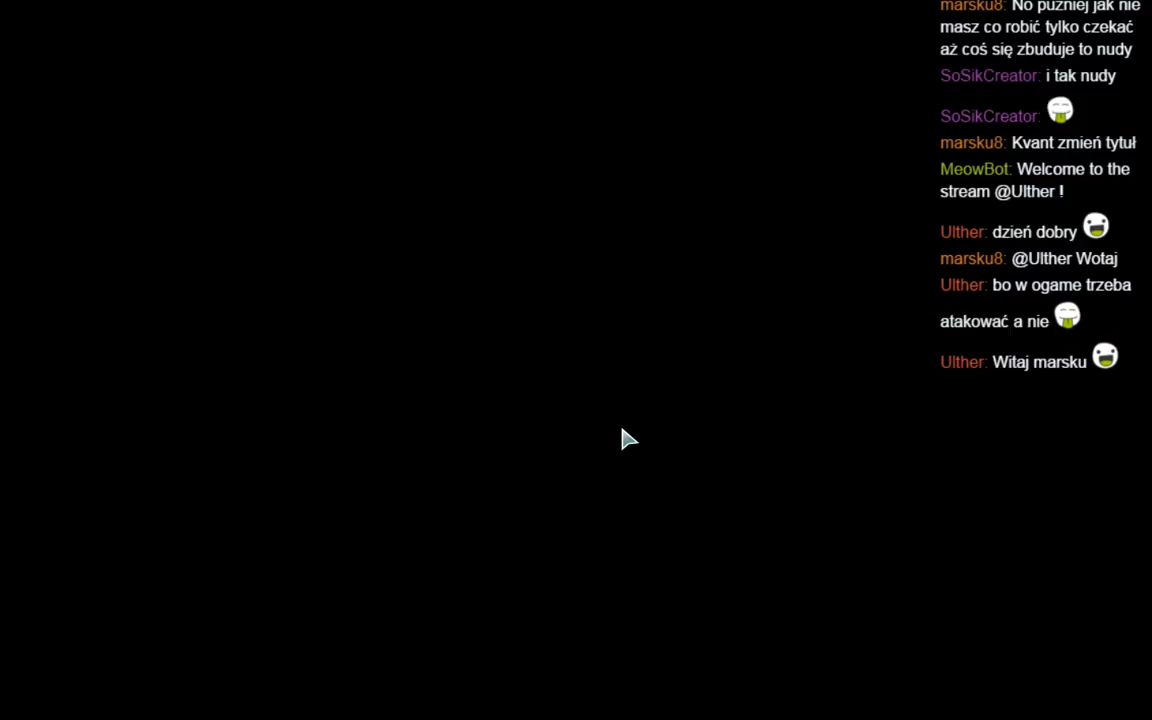 marsku8: No puzniej jak nie
masz co robić tylko czekać
aż coś się zbuduje to nudy
SoSikCreator: i tak nudy
SoSikCreator:
marsku8: Kvant zmień tytuł
MeowBot: Welcome to the
stream @Ulther !
Ulther: dzień dobry
marsku8: @Ulther Wotaj
Ulther: bo w ogame trzeba
atakować a nie
Ulther: Witaj marsku